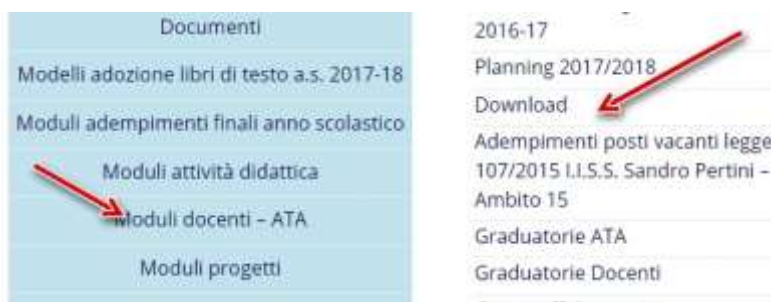 Documenti
Modelli adozione libri di testo a.s. 2017-18
Moduli adempimenti finali anno scolastico
Moduli attività didattica
Moduli docenti – ATA
Moduli progetti
2016-17
Planning 2017/2018
Download
Adempimenti posti vacanti legge
107/2015 I.I.S.S. Sandro Pertini –
Ambito 15
Graduatorie ATA
Graduatorie Docenti